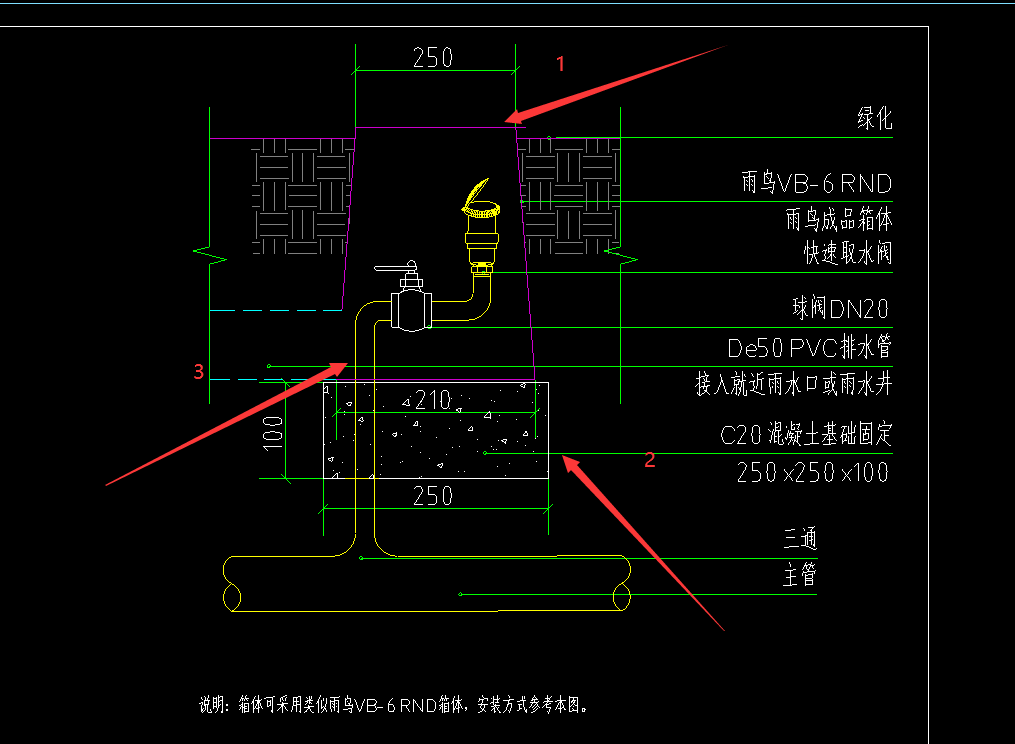 250
1
绿化
雨鸟VB-6 RND
雨鸟成品箱体
快速取水阀
球阀DN20
De50 PVC排水管
3
接入就近雨水口或雨水井
210
100
C20 混凝土基础固定
2
250x250x100
250
三通
主管
说明：箱体可采用类似雨鸟VB-6 RND箱体，安装方式参考本图。